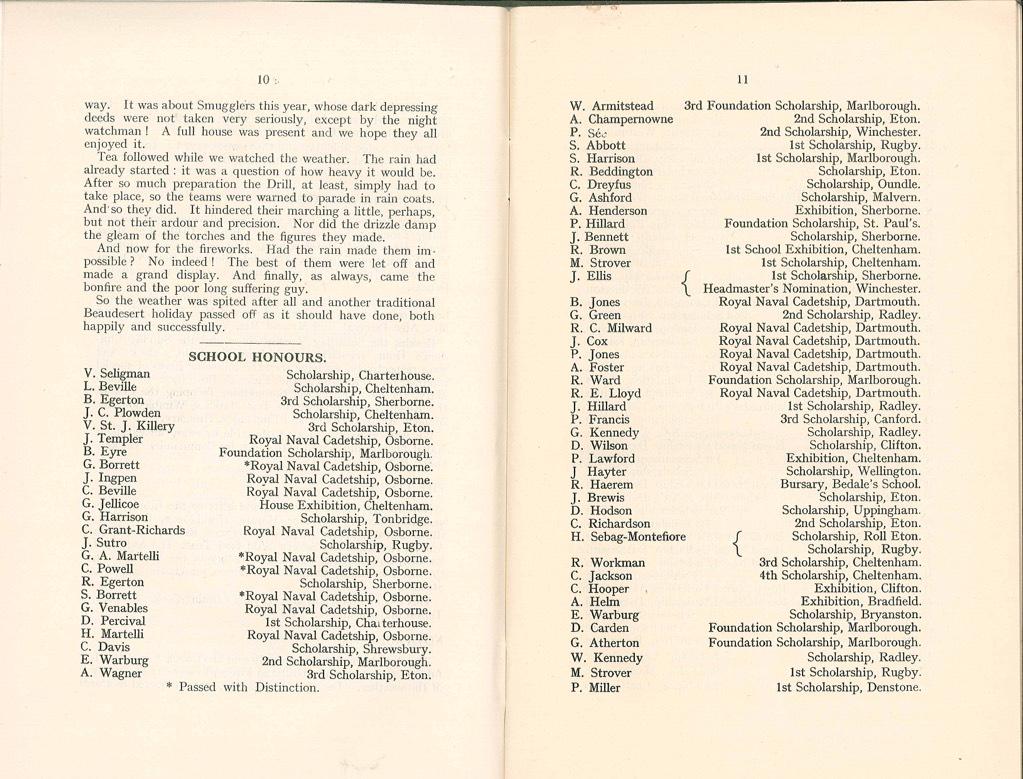 10
way. It was about Smugglers this year, whose dark depressing
deeds were not taken very seriously, except by the night
watchman! A full house was present and we hope they all
enjoyed it.
Tea followed while we watched the weather. The rain had
already started : it was a question of how heavy it would be.
After so much preparation the Drill, at least, simply had to
take place, so the teams were warned to parade in rain coats.
And so they did. It hindered their marching a little, perhaps,
but not their ardour and precision. Nor did the drizzle damp
the gleam of the torches and the figures they made.
And now for the fireworks. Had the rain made them im-
possible? No indeed! The best of them were let off and
made a grand display. And finally, as always, came the
bonfire and the poor long suffering guy.
So the weather was spited after all and another traditional
Beaudesert holiday passed off as it should have done, both
happily and successfully.
SCHOOL HONOURS.
V. Seligman Scholarship, Charterhouse.
L. Beville Scholarship, Cheltenham.
B. Egerton 3rd Scholarship, Sherborne.
J. C. Plowden Scholarship, Cheltenham.
V. St. J. Killery 3rd Scholarship, Eton.
J. Templer Royal Naval Cadetship, Osborne.
B. Eyre Foundation Scholarship, Marlborough.
G. Borrett *Royal Naval Cadetship, Osborne.
J. Ingpen Royal Naval Cadetship, Osborne.
C. Beville Royal Naval Cadetship, Osborne.
G. Jellicoe House Exhibition, Cheltenham.
G. Harrison Scholarship, Tonbridge.
C. Grant-Richards Royal Naval Cadetship, Osborne.
J. Sutro Scholarship, Rugby.
G. A. Martelli *Royal Naval Cadetship, Osborne.
C. Powell *Royal Naval Cadetship, Osborne.
R. Egerton Scholarship, Sherborne.
S. Borrett *Royal Naval Cadetship, Osborne.
G. Venables Royal Naval Cadetship, Osborne.
D. Percival 1st Scholarship, Charterhouse.
H. Martelli Royal Naval Cadetship, Osborne.
C. Davis Scholarship, Shrewsbury.
E. Warburg 2nd Scholarship, Marlborough.
A. Wagner 3rd Scholarship, Eton.
* Passed with Distinction.
11
W. Armitstead 3rd Foundation Scholarship, Marlborough.
A. Champernowne 2nd Scholarship, Eton.
P. Sée 2nd Scholarship, Winchester.
S. Abbott 1st Scholarship, Rugby.
S. Harrison 1st Scholarship, Marlborough.
R. Beddington Scholarship, Eton.
C. Dreyfus Scholarship, Oundle.
G. Ashford Scholarship, Malvern.
A. Henderson Exhibition, Sherborne.
P. Hillard Foundation Scholarship, St. Paul's.
J. Bennett Scholarship, Sherborne.
R. Brown 1st School Exhibition, Cheltenham.
M. Strover 1st Scholarship, Cheltenham.
J. Ellis { 1st Scholarship, Sherborne.
Headmaster's Nomination, Winchester.
B. Jones Royal Naval Cadetship, Dartmouth.
G. Green 2nd Scholarship, Radley.
R. C. Milward Royal Naval Cadetship, Dartmouth.
J. Cox Royal Naval Cadetship, Dartmouth.
P. Jones Royal Naval Cadetship, Dartmouth.
A. Foster Royal Naval Cadetship, Dartmouth.
R. Ward Foundation Scholarship, Marlborough.
R. E. Lloyd Royal Naval Cadetship, Dartmouth.
J. Hillard 1st Scholarship, Radley.
P. Francis 3rd Scholarship, Canford.
G. Kennedy Scholarship, Radley.
D. Wilson Scholarship, Clifton.
P. Lawford Exhibition, Cheltenham.
J Hayter Scholarship, Wellington.
R. Haerem Bursary, Bedale's School.
J. Brewis Scholarship, Eton.
D. Hodson Scholarship, Uppingham.
C. Richardson 2nd Scholarship, Eton.
H. Sebag-Montefiore { Scholarship, Roll Eton.
Scholarship, Rugby.
R. Workman 3rd Scholarship, Cheltenham.
C. Jackson 4th Scholarship, Cheltenham.
C. Hooper Exhibition, Clifton.
A. Helm Exhibition, Bradfield.
E. Warburg Scholarship, Bryanston.
D. Carden Foundation Scholarship, Marlborough.
G. Atherton Foundation Scholarship, Marlborough.
W. Kennedy Scholarship, Radley.
M. Strover 1st Scholarship, Rugby.
P. Miller 1st Scholarship, Denstone.